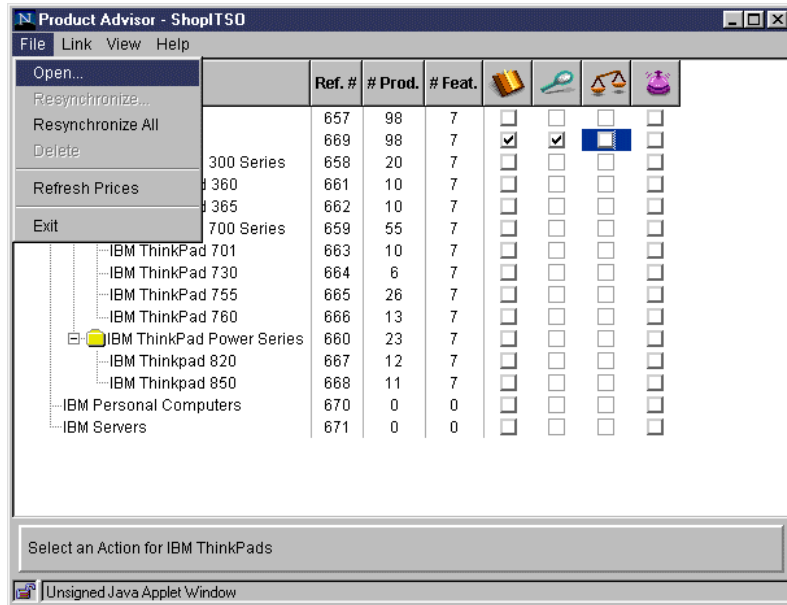 Product Advisor - ShopITSO
File Link View Help
Open...
Resynchronize...
Resynchronize All
Delete
Refresh Prices
Exit
Ref. # # Prod. # Feat.
657 98 7
669 98 7
300 Series 658 20 7
360 661 10 7
365 662 10 7
700 Series 659 55 7
IBM ThinkPad 701 663 10 7
IBM ThinkPad 730 664 6 7
IBM ThinkPad 755 665 26 7
IBM ThinkPad 760 666 13 7
IBM ThinkPad Power Series 660 23 7
IBM Thinkpad 820 667 12 7
IBM Thinkpad 850 668 11 7
IBM Personal Computers 670 0 0
IBM Servers 671 0 0
Select an Action for IBM ThinkPads
Unsigned Java Applet Window